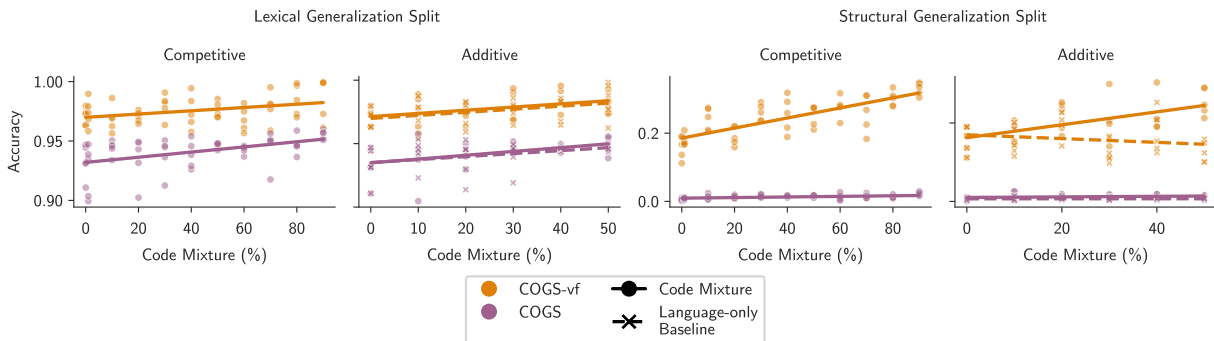 Lexical Generalization Split
Structural Generalization Split
Competitive
Additive
Competitive
Additive
Accuracy
1.00
0.95
0.90
0.2
0.0
0 20 40 60 80
0 10 20 30 40 50
0 20 40 60 80
0 20 40
Code Mixture (%)
Code Mixture (%)
Code Mixture (%)
Code Mixture (%)
COGS-vf
COGS
Code Mixture
Language-only
Baseline